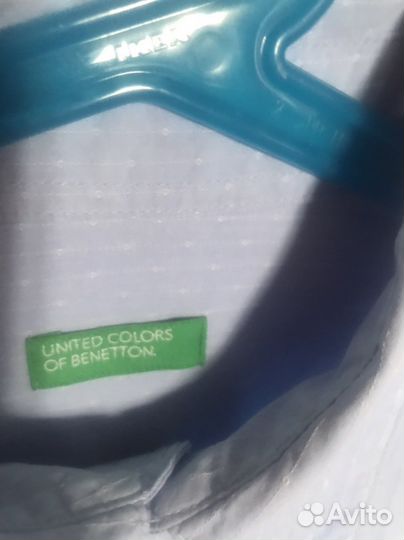 UNITED COLORS
OF BENETTON.
Avito